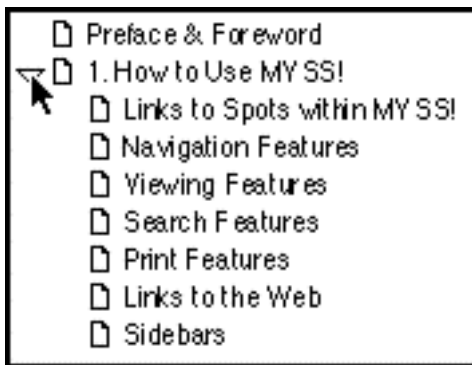 Preface & Foreword
1. How to Use MY SS!
Links to Spots within MY SS!
Navigation Features
Viewing Features
Search Features
Print Features
Links to the Web
Sidebars